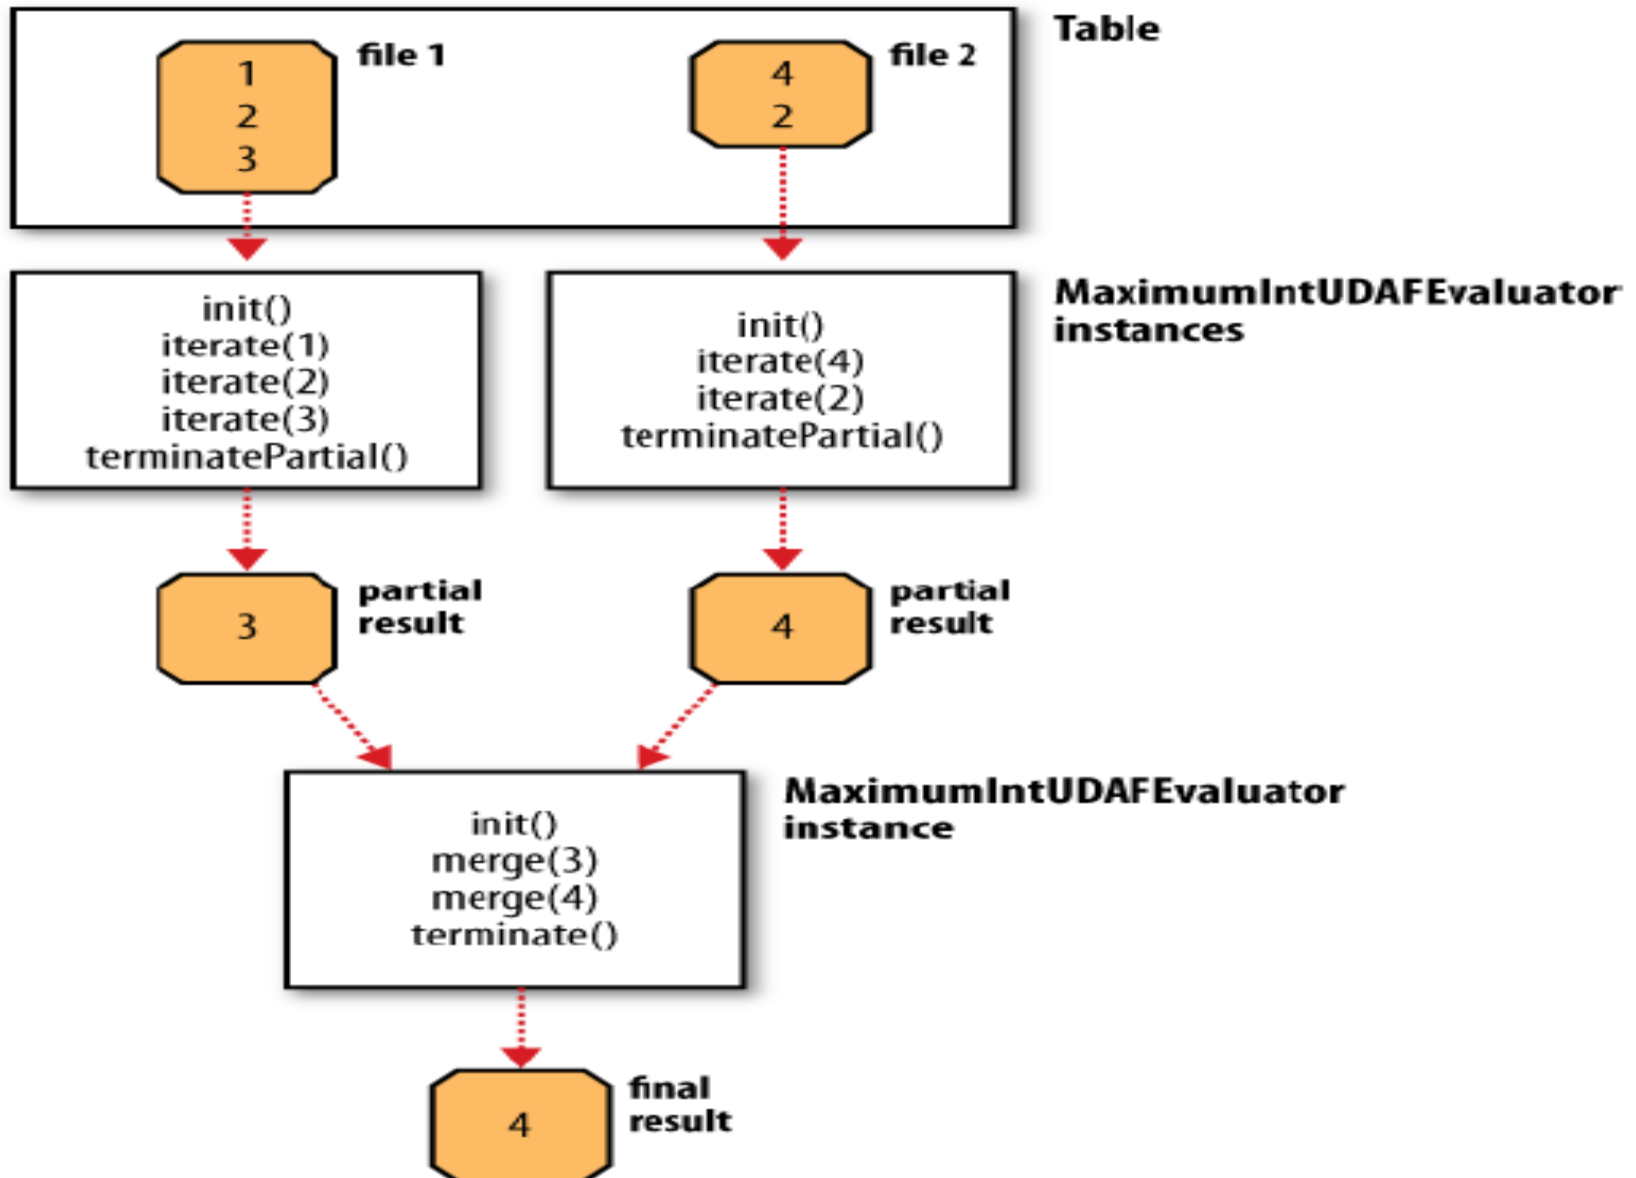 Table
file 1
1
2
3
file 2
4
2
MaximumIntUDAFEvaluator
instances
init()
iterate(1)
iterate(2)
iterate(3)
terminatePartial()
init()
iterate(4)
iterate(2)
terminatePartial()
3
partial
result
4
partial
result
MaximumIntUDAFEvaluator
instance
init()
merge(3)
merge(4)
terminate()
4
final
result